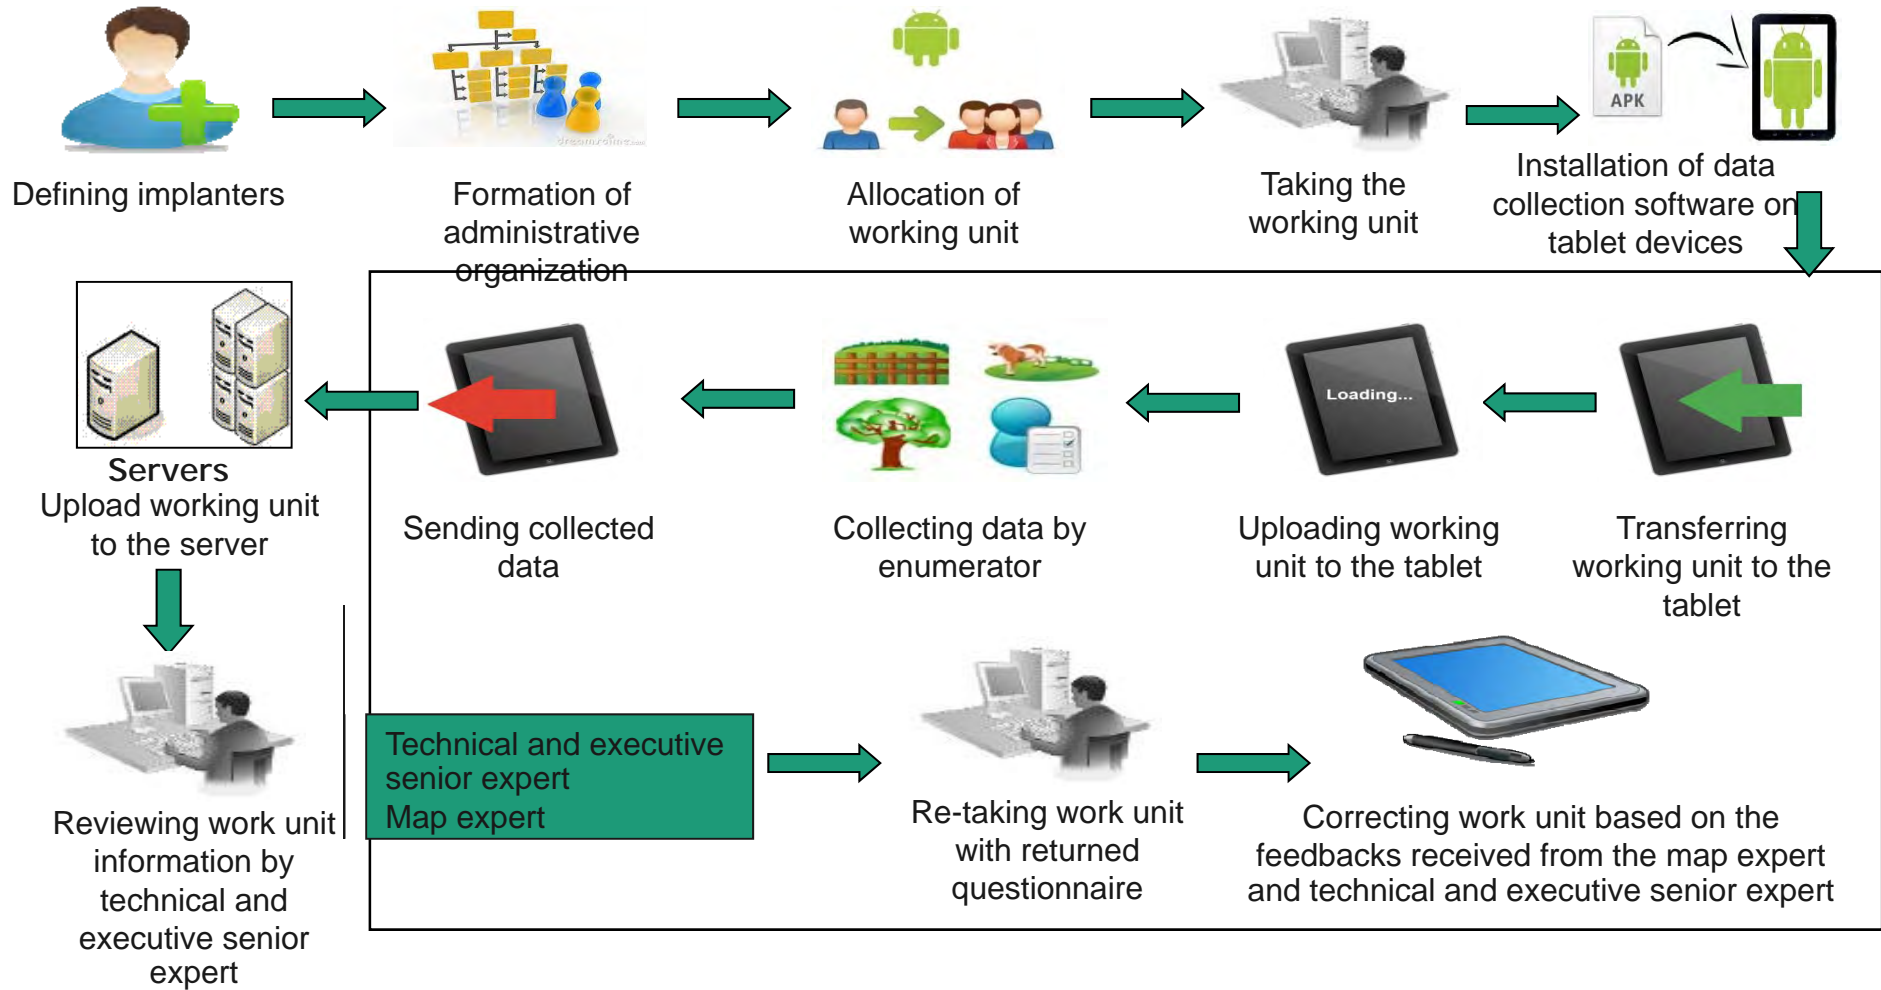 APK
Defining implanters
Formation of
administrative
organization
dreamstime.com
Allocation of
working unit
Taking the
working unit
Installation of data
collection software on
tablet devices
Servers
Upload working unit
to the server
Sending collected
data
Collecting data by
enumerator
Loading...
Uploading working
unit to the tablet
Transferring
working unit to the
tablet
Reviewing work unit
information by
technical and
executive senior
expert
Technical and executive
senior expert
Map expert
Re-taking work unit
with returned
questionnaire
Correcting work unit based on the
feedbacks received from the map expert
and technical and executive senior expert